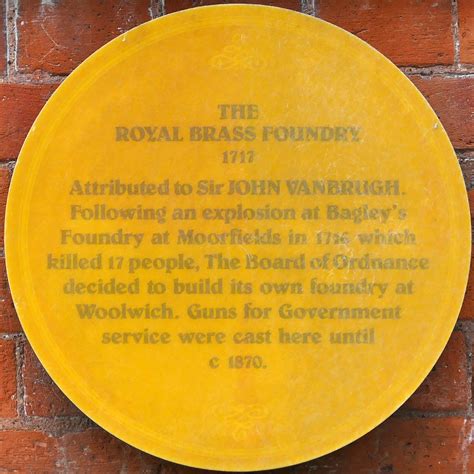 THE
ROYAL BRASS FOUNDRY
1717
Attributed to Sir JOHN VANBRUGH.
Following an explosion at Bagley's
Foundry at Moorfields in 1716 which
killed 17 people, The Board of Ordnance
decided to build its own foundry at
Woolwich. Guns for Government
service were cast here until
c 1870.